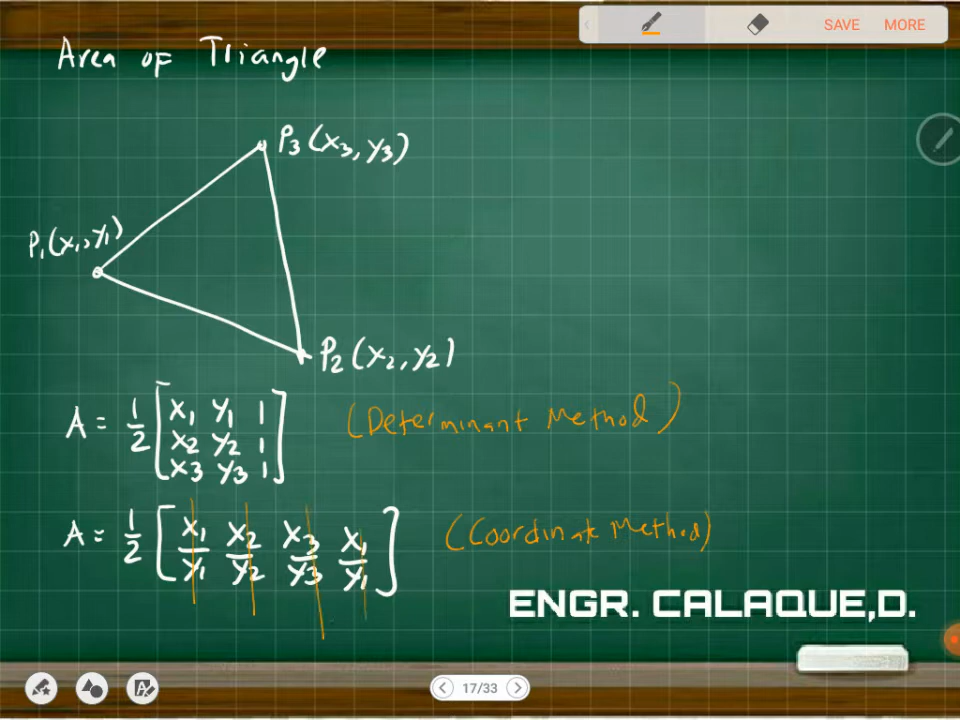 SAVE MORE
Area of Triangle
P3 (x3, y3)
P1 (x1, y1)
P2 (x2, y2)
A = 1/2 [x1 y1 1
x2 y2 1
x3 y3 1]
(Determinant Method)
A = 1/2 [x1/y1 x2/y2 x3/y3 x1/y1]
(Coordinate Method)
ENGR. CALAQUE,D.
17/33